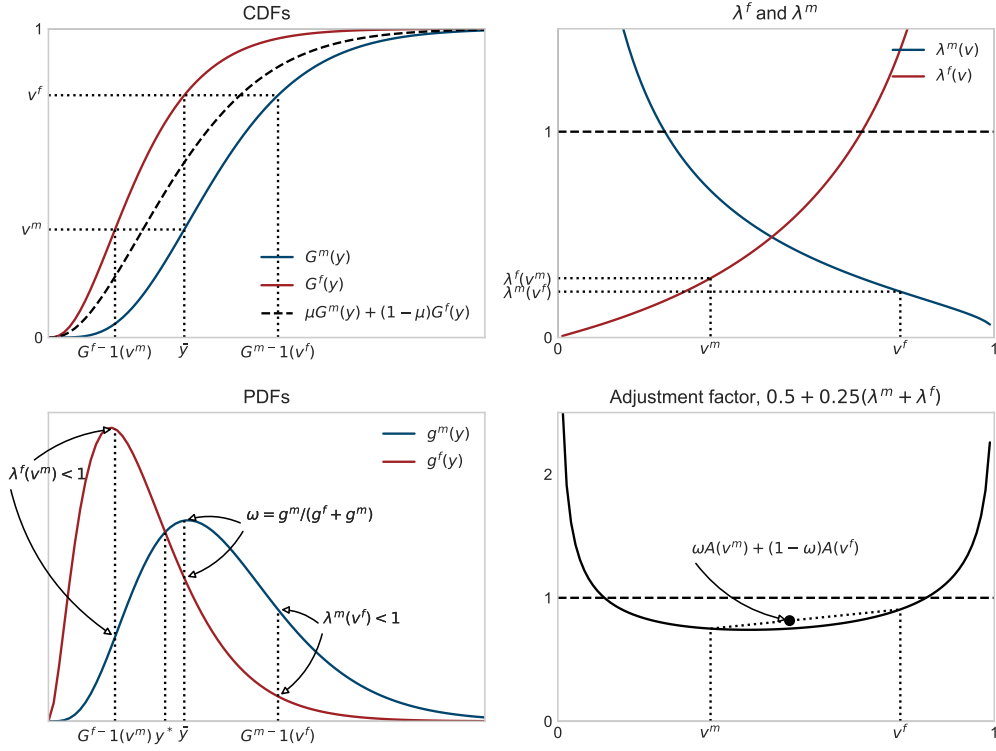 CDFs
1
v^f
v^m
0
G^m(y)
G^f(y)
μG^m(y) + (1 − μ)G^f(y)
G^{f−}1(v^m)
ȳ
G^{m−}1(v^f)
λ^f and λ^m
λ^m(v)
λ^f(v)
1
λ^f(v^m)
λ^m(v^f)
0
0
v^m
v^f
1
PDFs
g^m(y)
g^f(y)
λ^f(v^m) < 1
ω = g^m/(g^f + g^m)
λ^m(v^f) < 1
G^{f−}1(v^m)
y^*
ȳ
G^{m−}1(v^f)
Adjustment factor, 0.5 + 0.25(λ^m + λ^f)
2
ωA(v^m) + (1 − ω)A(v^f)
1
0
0
v^m
v^f
1